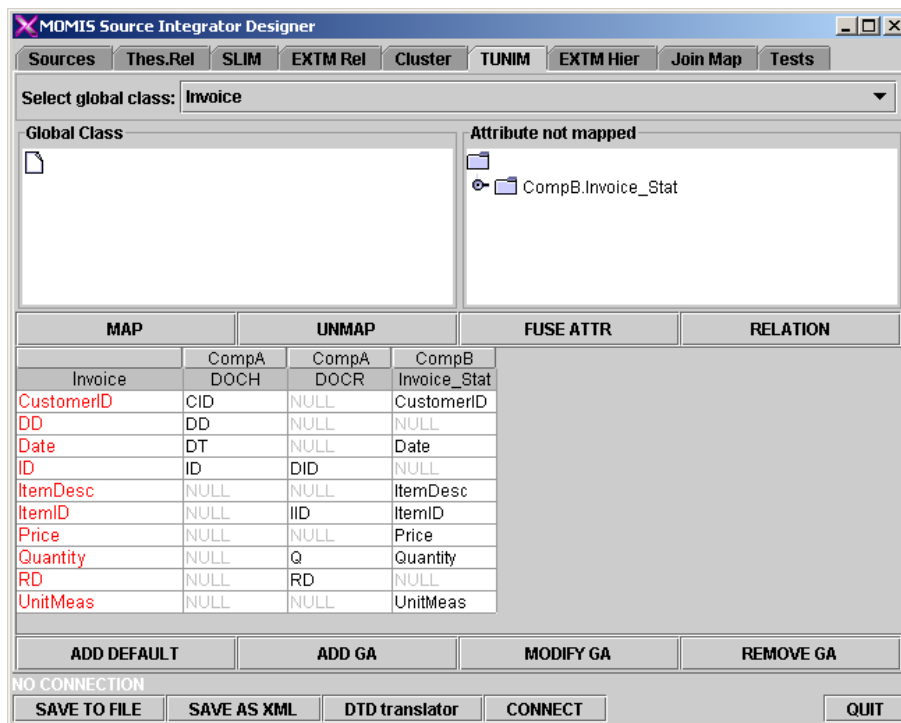 MOMIS Source Integrator Designer
Sources Thes.Rel SLIM EXTM Rel Cluster TUNIM EXTM Hier Join Map Tests
Select global class: Invoice
Global Class Attribute not mapped
CompB.Invoice_Stat
MAP UNMAP FUSE ATTR RELATION
CompA CompA CompB
Invoice DOCH DOCR Invoice_Stat
CustomerID CID NULL CustomerID
DD DD NULL NULL
Date DT NULL Date
ID ID DID NULL
ItemDesc NULL NULL ItemDesc
ItemID NULL IID ItemID
Price NULL NULL Price
Quantity NULL Q Quantity
RD NULL RD NULL
UnitMeas NULL NULL UnitMeas
ADD DEFAULT ADD GA MODIFY GA REMOVE GA
NO CONNECTION
SAVE TO FILE SAVE AS XML DTD translator CONNECT QUIT